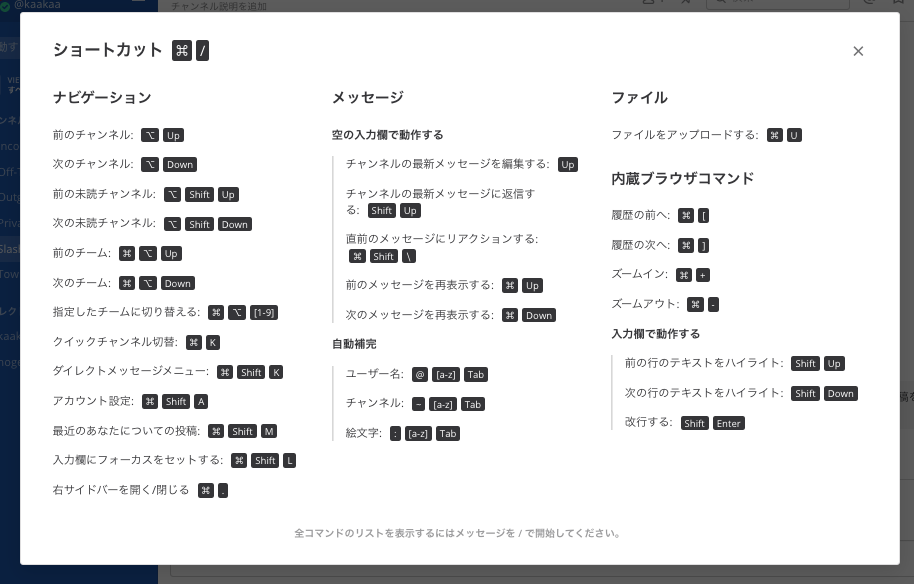 @kaakaa
チャンネル説明を追加
ショートカット ⌘ /
ナビゲーション
前のチャンネル: ⌥ Up
次のチャンネル: ⌥ Down
前の未読チャンネル: ⌥ Shift Up
次の未読チャンネル: ⌥ Shift Down
前のチーム: ⌘ ⌥ Up
次のチーム: ⌘ ⌥ Down
指定したチームに切り替える: ⌘ ⌥ [1-9]
クイックチャンネル切替: ⌘ K
ダイレクトメッセージメニュー: ⌘ Shift K
アカウント設定: ⌘ Shift A
最近のあなたについての投稿: ⌘ Shift M
入力欄にフォーカスをセットする: ⌘ Shift L
右サイドバーを開く/閉じる ⌘ .
メッセージ
空の入力欄で動作する
チャンネルの最新メッセージを編集する: Up
チャンネルの最新メッセージに返信す
る: Shift Up
直前のメッセージにリアクションする:
⌘ Shift \
前のメッセージを再表示する: ⌘ Up
次のメッセージを再表示する: ⌘ Down
自動補完
ユーザー名: @ [a-z] Tab
チャンネル: ~ [a-z] Tab
絵文字: : [a-z] Tab
ファイル
ファイルをアップロードする: ⌘ U
内蔵ブラウザコマンド
履歴の前へ: ⌘ [
履歴の次へ: ⌘ ]
ズームイン: ⌘ +
ズームアウト: ⌘ -
入力欄で動作する
前の行のテキストをハイライト: Shift Up
次の行のテキストをハイライト: Shift Down
改行する: Shift Enter
全コマンドのリストを表示するにはメッセージを / で開始してください。